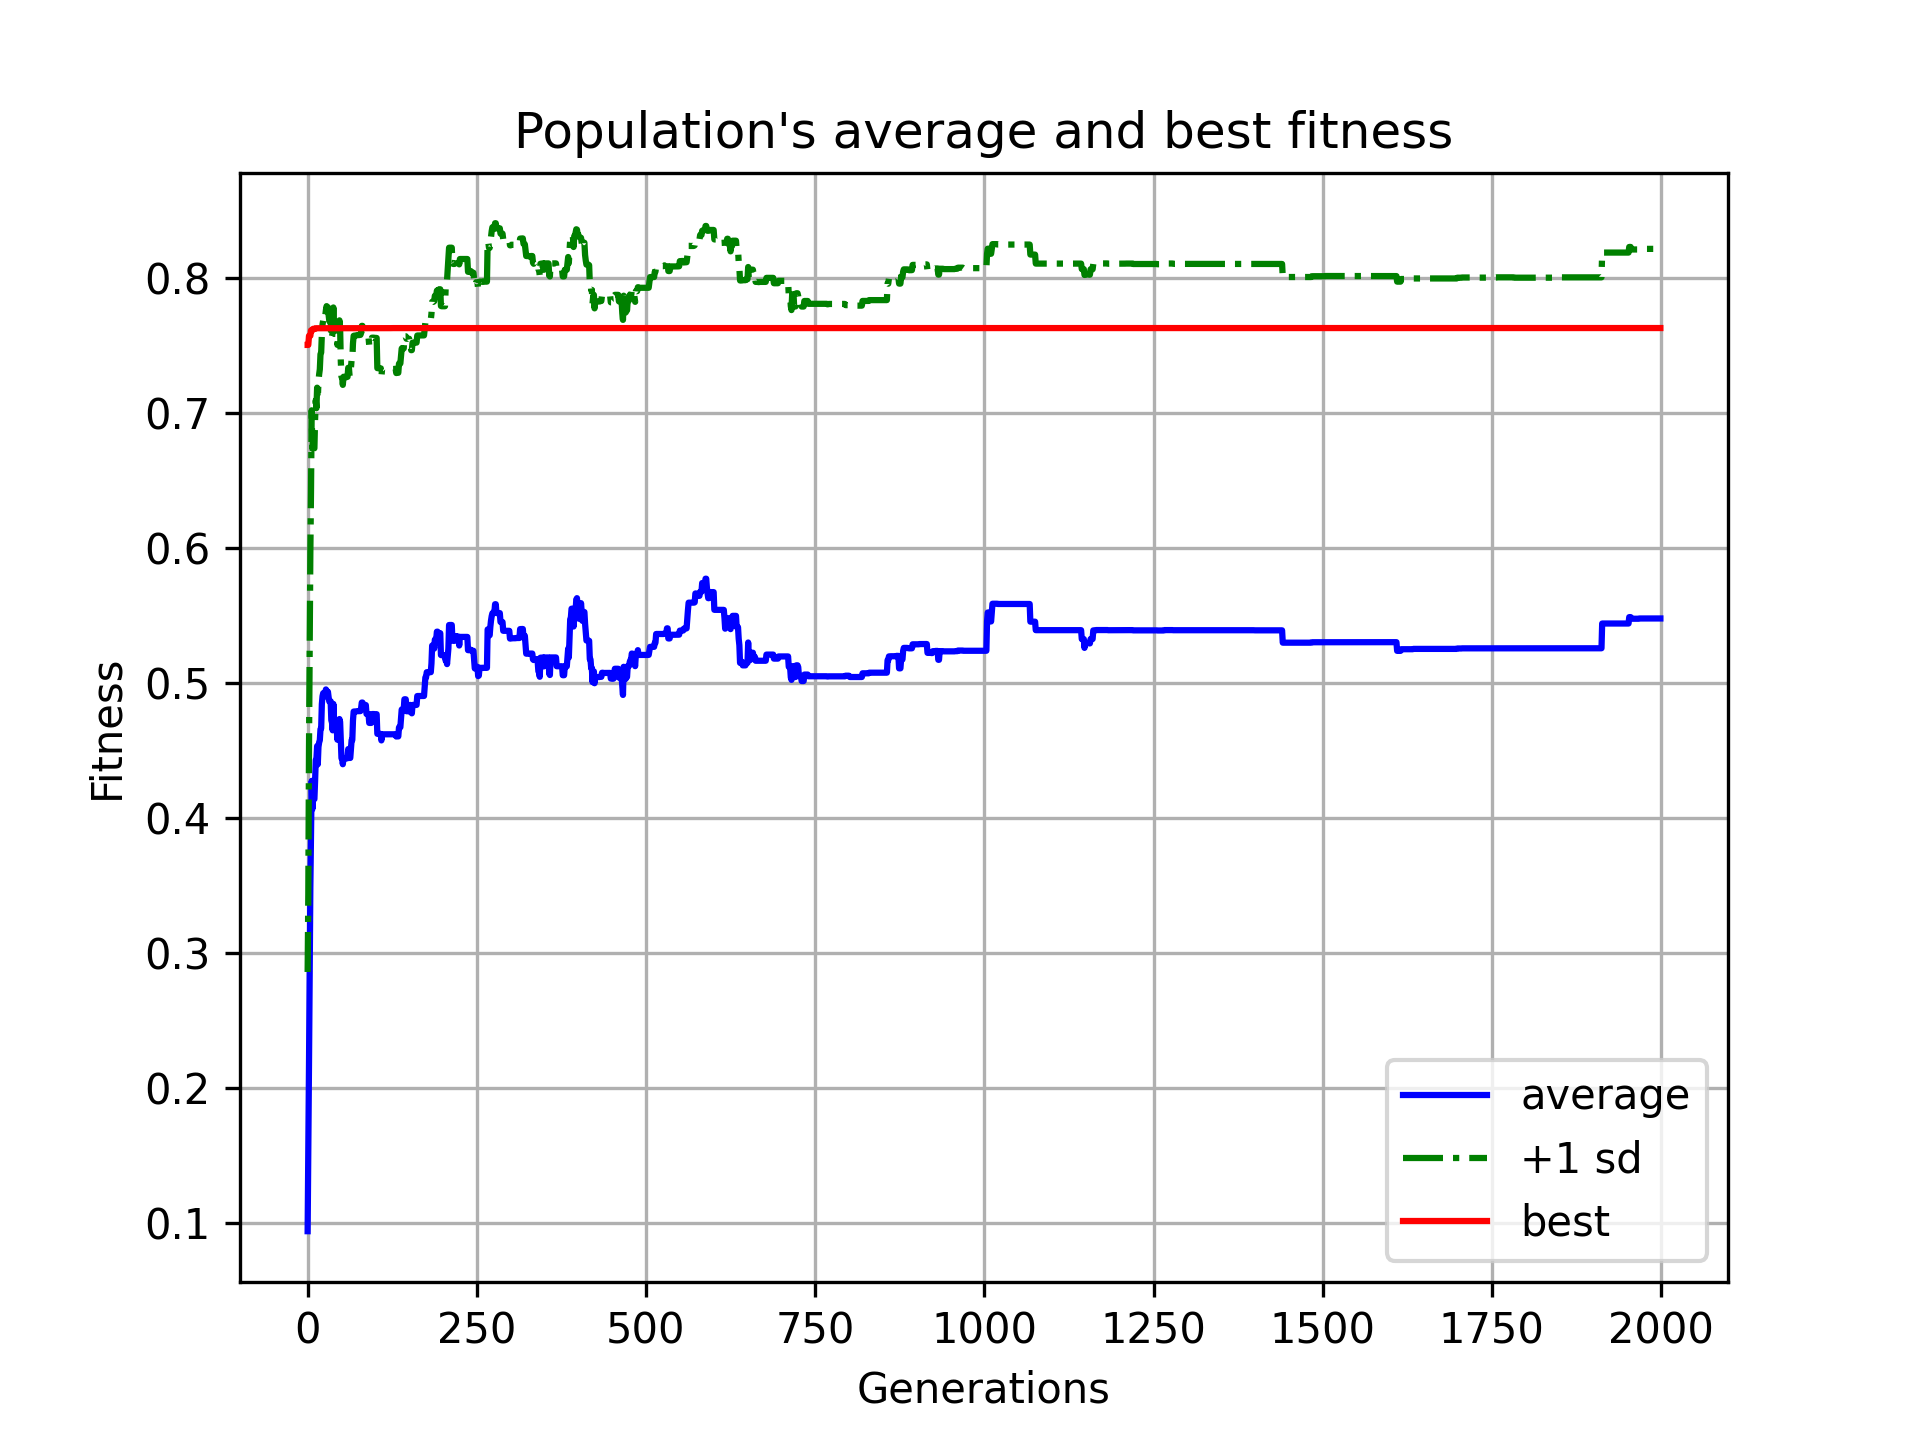 Population's average and best fitness
Fitness
0.8
0.7
0.6
0.5
0.4
0.3
0.2
0.1
0 250 500 750 1000 1250 1500 1750 2000
Generations
average
+1 sd
best